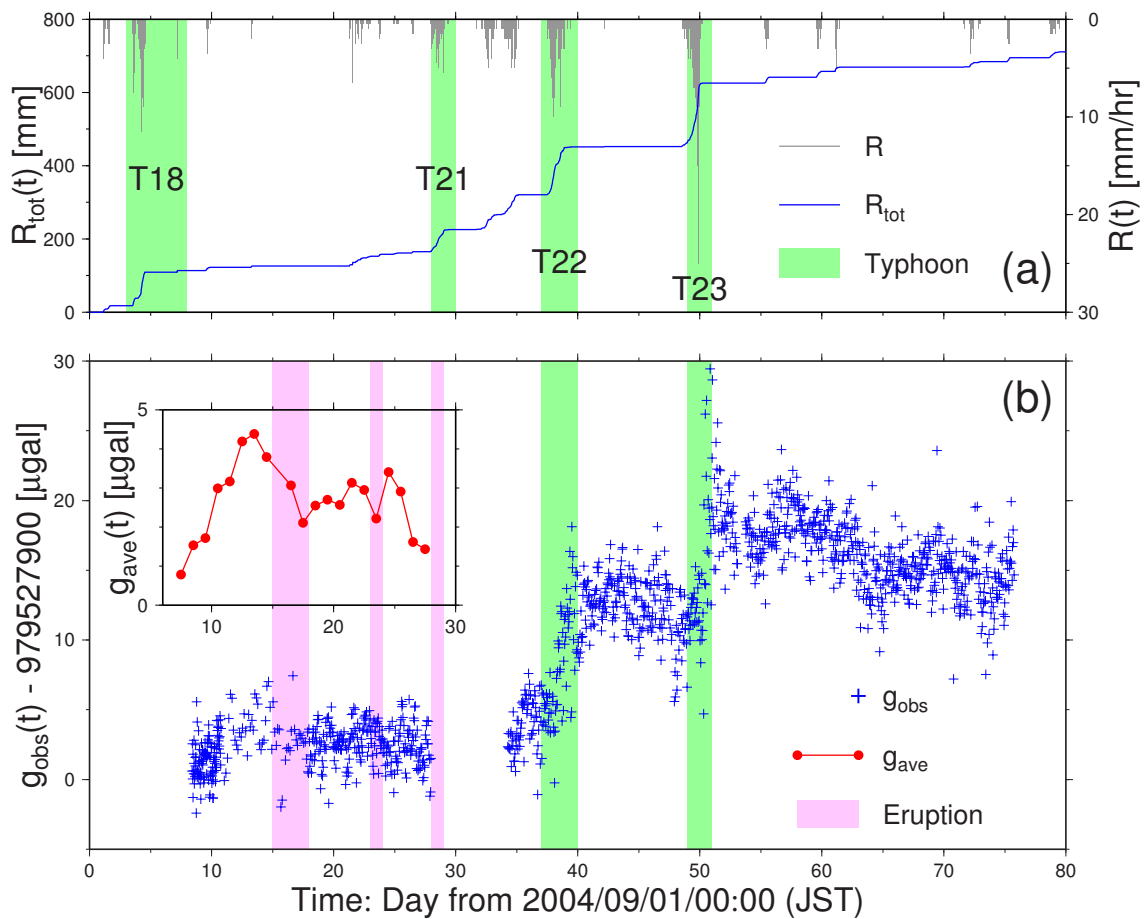 800
600
400
200
0
R_tot(t) [mm]
0
10
20
30
R(t) [mm/hr]
T18
T21
T22
T23
R
R_tot
Typhoon
(a)
30
20
10
0
g_obs(t) - 979527900 [μgal]
5
0
g_ave(t) [μgal]
10 20 30
(b)
g_obs
g_ave
Eruption
0 10 20 30 40 50 60 70 80
Time: Day from 2004/09/01/00:00 (JST)